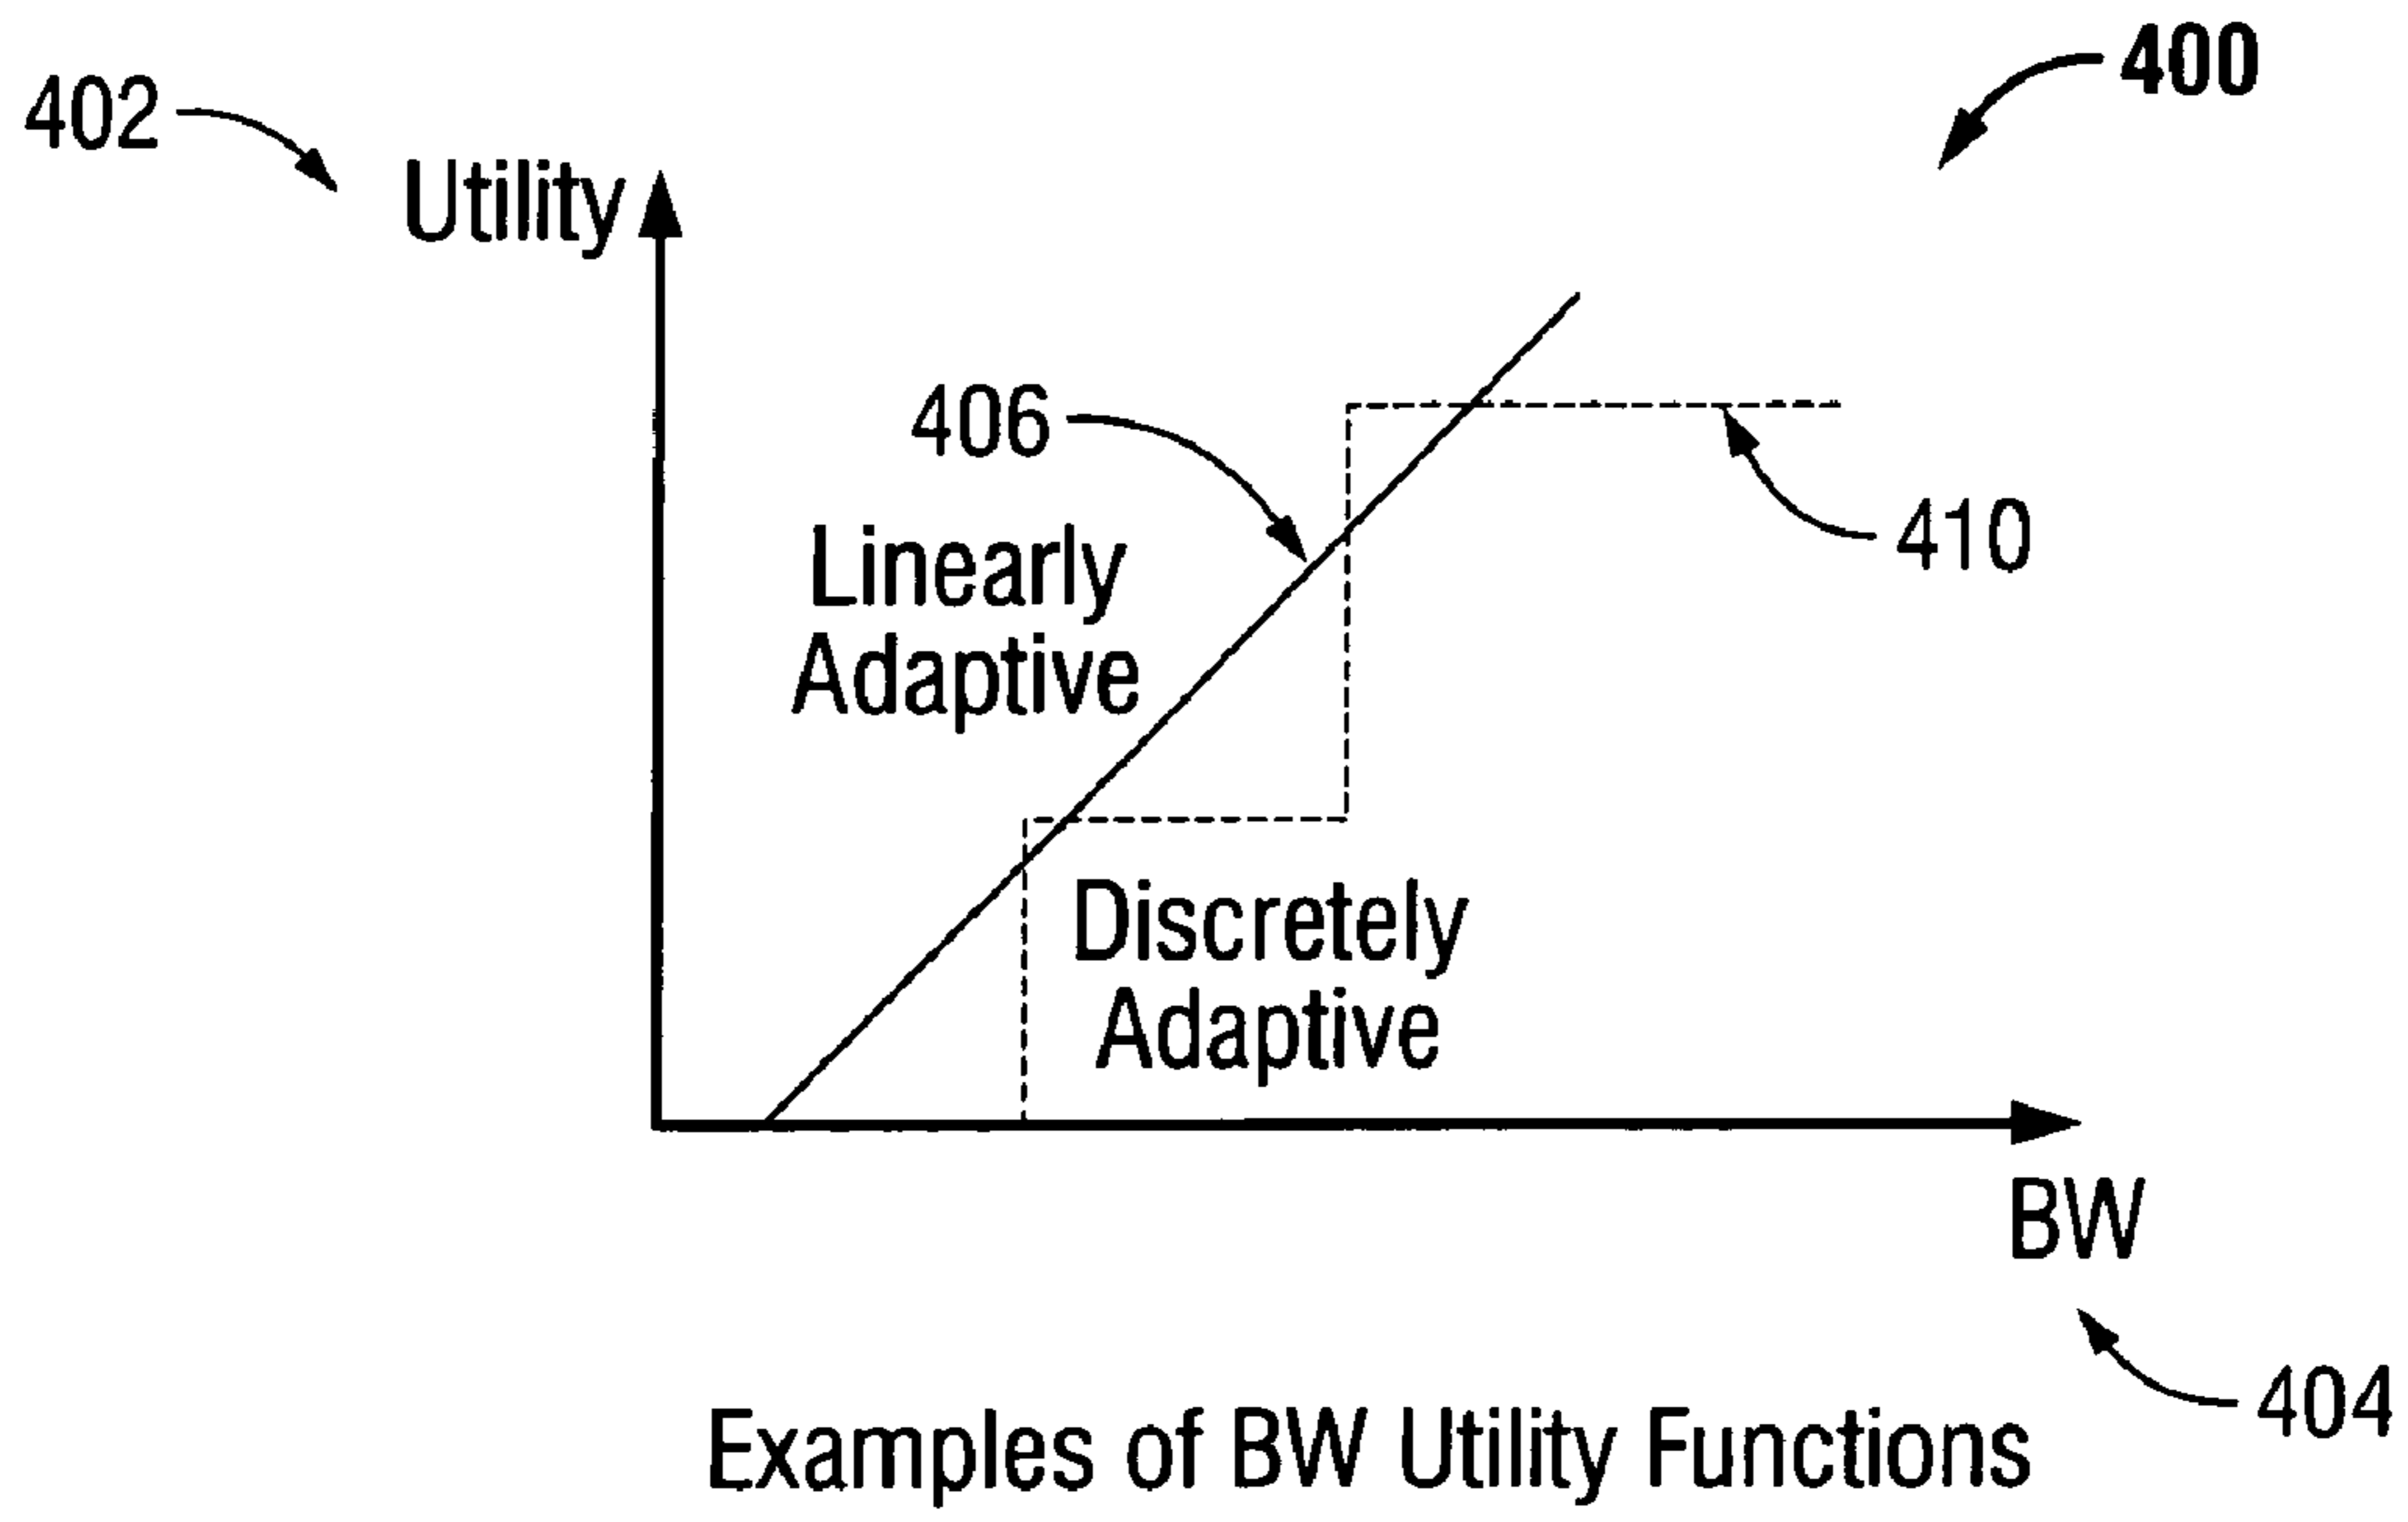 400
402
Utility
406
410
Linearly
Adaptive
Discretely
Adaptive
BW
404
Examples of BW Utility Functions